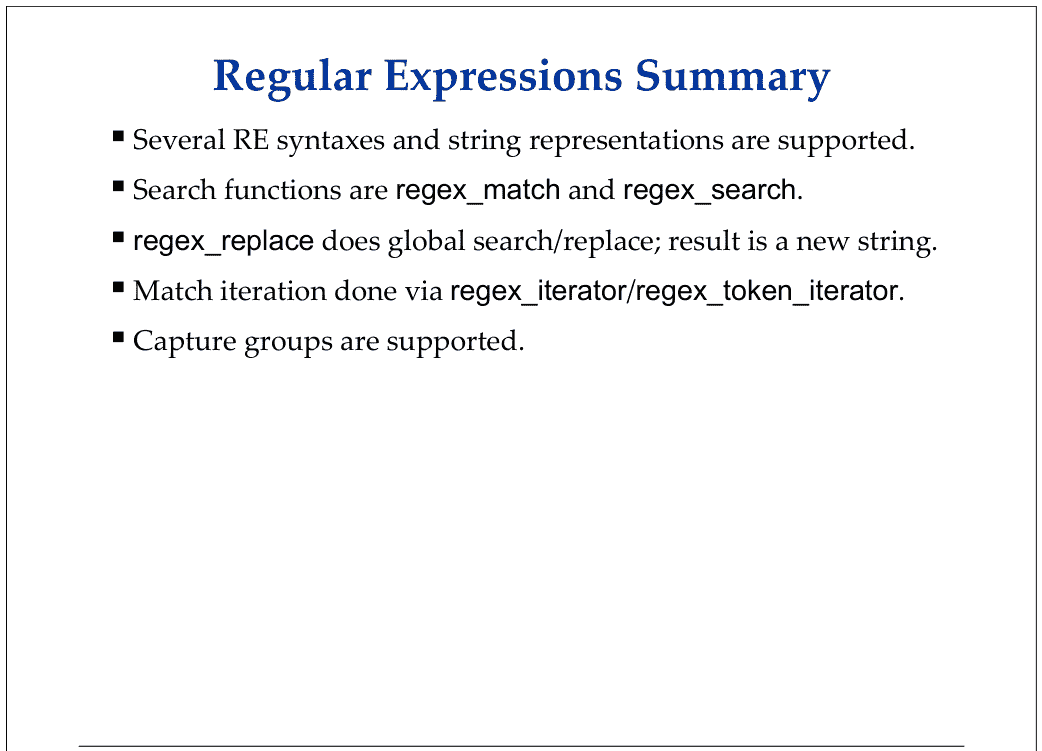 Regular Expressions Summary
▪ Several RE syntaxes and string representations are supported.
▪ Search functions are regex_match and regex_search.
▪ regex_replace does global search/replace; result is a new string.
▪ Match iteration done via regex_iterator/regex_token_iterator.
▪ Capture groups are supported.